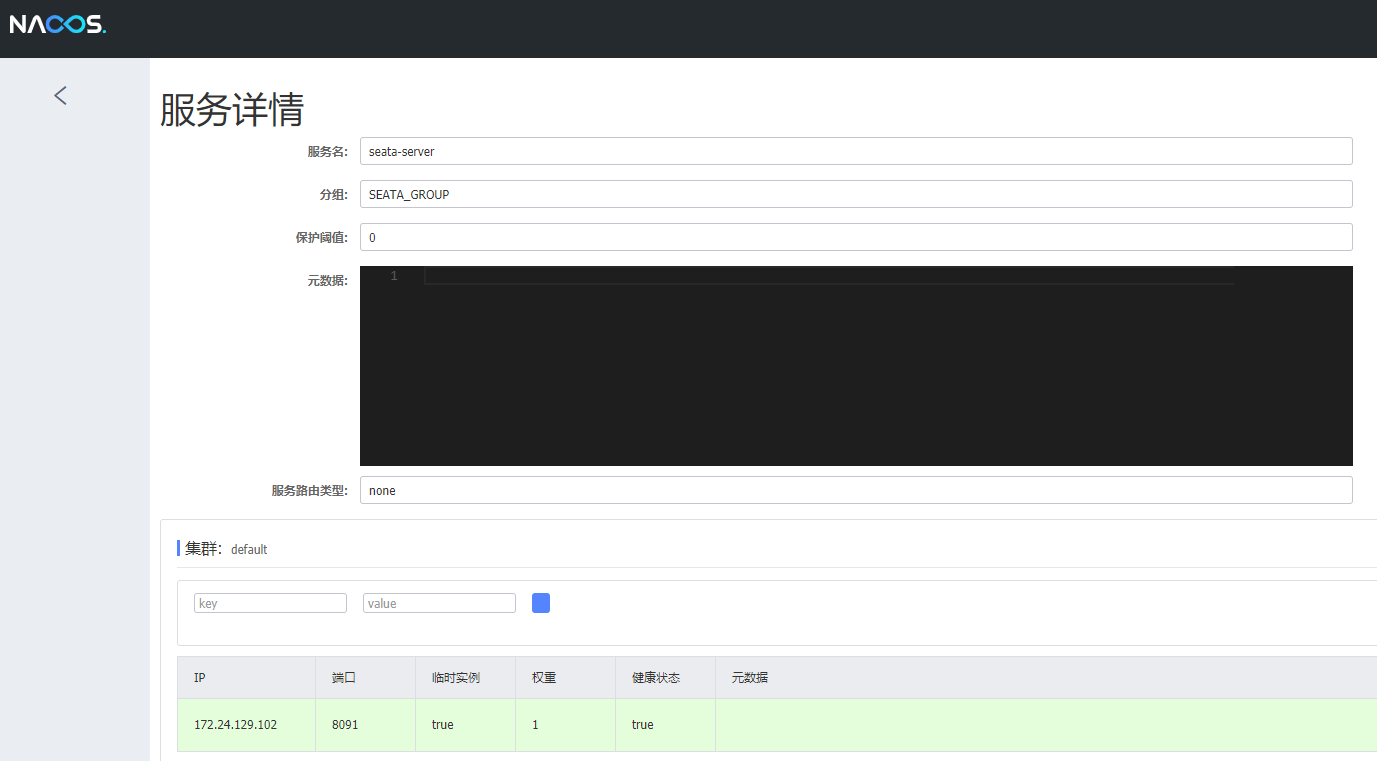 NACOS.
服务详情
服务名: seata-server
分组: SEATA_GROUP
保护阈值: 0
元数据: 1
服务路由类型: none
集群: default
key value
IP 端口 临时实例 权重 健康状态 元数据
172.24.129.102 8091 true 1 true